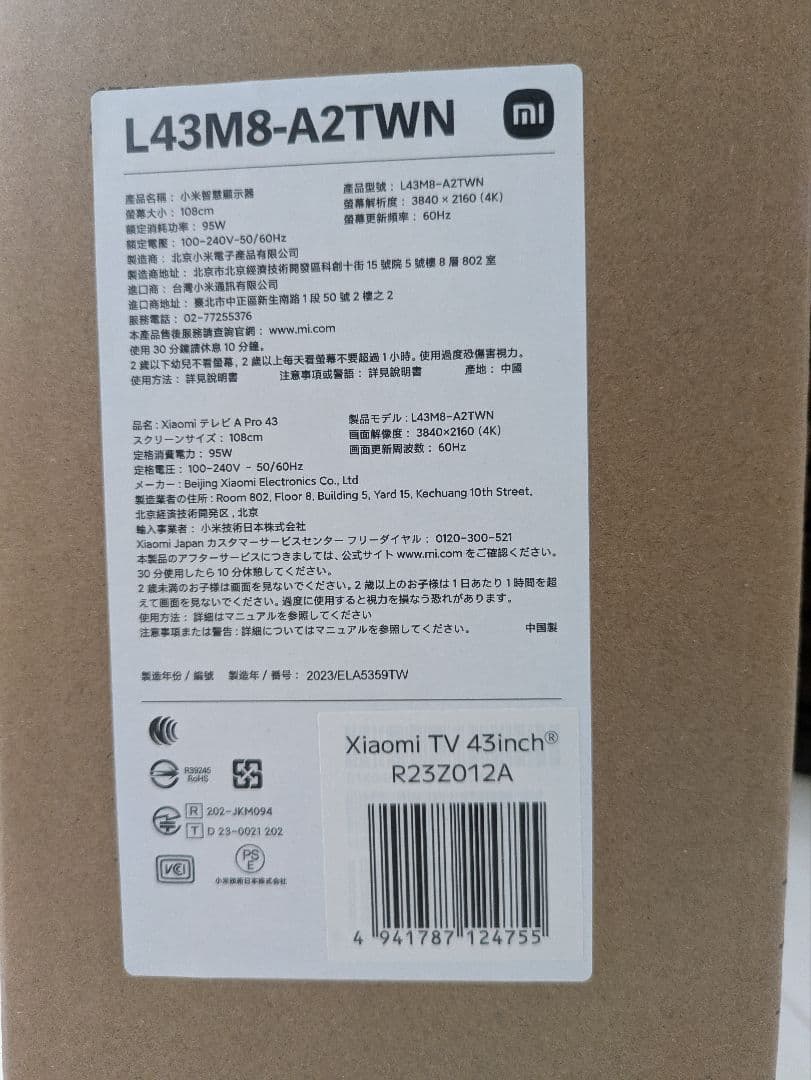 L43M8-A2TWN
mi
產品名稱：小米智慧顯示器
產品型號：L43M8-A2TWN
螢幕大小：108cm
螢幕解析度：3840 × 2160 (4K)
額定消耗功率：95W
螢幕更新頻率：60Hz
額定電壓：100-240V-50/60Hz
製造商：北京小米電子產品有限公司
製造商地址：北京市北京經濟技術開發區科創十街 15 號院 5 號樓 8 層 802 室
進口商：台灣小米通訊有限公司
進口商地址：臺北市中正區新生南路 1 段 50 號 2 樓之 2
服務電話：02-77255376
本產品售後服務請查詢官網：www.mi.com
使用 30 分鐘請休息 10 分鐘。
2 歲以下幼兒不看螢幕，2 歲以上每天看螢幕不要超過 1 小時。使用過度恐傷害視力。
使用方法：詳見說明書 注意事項或警語：詳見說明書 產地：中國
品名：Xiaomi テレビ A Pro 43
製品モデル：L43M8-A2TWN
スクリーンサイズ：108cm
画面解像度：3840×2160 (4K)
定格消費電力：95W
画面更新周波数：60Hz
定格電圧：100-240V - 50/60Hz
メーカー：Beijing Xiaomi Electronics Co., Ltd
製造業者の住所：Room 802, Floor 8, Building 5, Yard 15, Kechuang 10th Street,
北京経済技術開発区，北京
輸入事業者：小米技術日本株式会社
Xiaomi Japan カスタマーサービスセンター フリーダイヤル：0120-300-521
本製品のアフターサービスにつきましては、公式サイト www.mi.com をご確認ください。
30 分使用したら 10 分休憩してください。
2 歳未満のお子様は画面を見ないでください。2 歳以上のお子様は 1 日あたり 1 時間を超
えて画面を見ないでください。過度に使用すると視力を損なう恐れがあります。
使用方法：詳細はマニュアルを参照してください
注意事項または警告：詳細についてはマニュアルを参照してください。 中国製
製造年份 / 編號 製造年 / 番号：2023/ELA5359TW
R39245
RoHS
R 202-JKM094
T D 23-0021 202
VCI
PSE
小米技術日本株式会社
Xiaomi TV 43inch®
R23Z012A
4 941787 124755